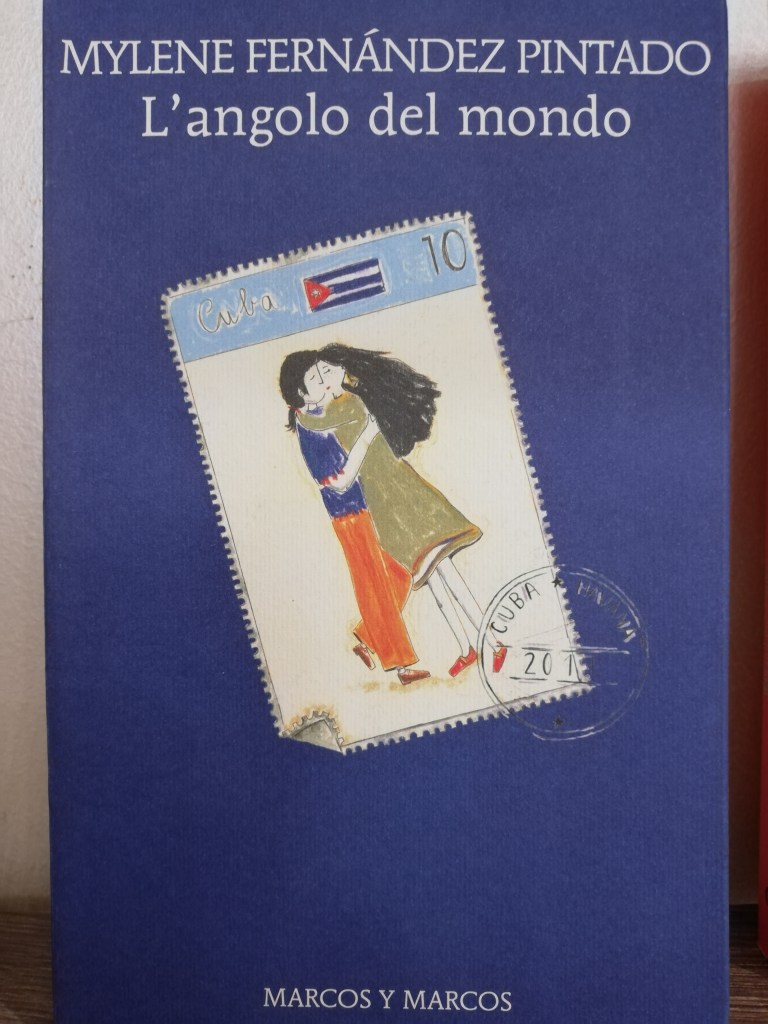 MYLENE FERNÁNDEZ PINTADO
L'angolo del mondo
Cuba
10
CUBA * HAVANA
201
MARCOS Y MARCOS